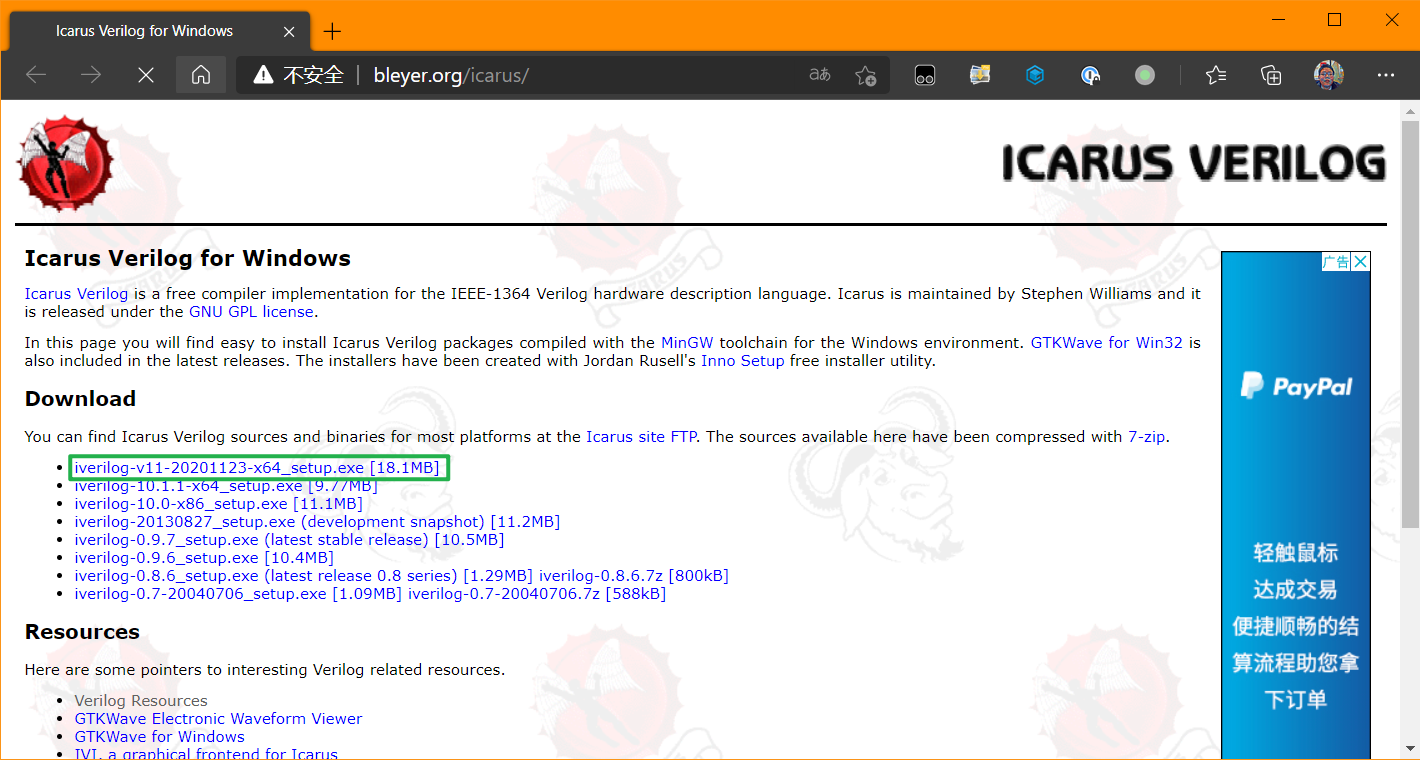 Icarus Verilog for Windows
不安全 bleyer.org/icarus/
aあ
ICARUS VERILOG
Icarus Verilog for Windows
Icarus Verilog is a free compiler implementation for the IEEE-1364 Verilog hardware description language. Icarus is maintained by Stephen Williams and it
is released under the GNU GPL license.
In this page you will find easy to install Icarus Verilog packages compiled with the MinGW toolchain for the Windows environment. GTKWave for Win32 is
also included in the latest releases. The installers have been created with Jordan Rusell's Inno Setup free installer utility.
Download
You can find Icarus Verilog sources and binaries for most platforms at the Icarus site FTP. The sources available here have been compressed with 7-zip.
iverilog-v11-20201123-x64_setup.exe [18.1MB]
iverilog-10.1.1-x64_setup.exe [9.77MB]
iverilog-10.0-x86_setup.exe [11.1MB]
iverilog-20130827_setup.exe (development snapshot) [11.2MB]
iverilog-0.9.7_setup.exe (latest stable release) [10.5MB]
iverilog-0.9.6_setup.exe [10.4MB]
iverilog-0.8.6_setup.exe (latest release 0.8 series) [1.29MB] iverilog-0.8.6.7z [800kB]
iverilog-0.7-20040706_setup.exe [1.09MB] iverilog-0.7-20040706.7z [588kB]
Resources
Here are some pointers to interesting Verilog related resources.
Verilog Resources
GTKWave Electronic Waveform Viewer
GTKWave for Windows
IVI, a graphical frontend for Icarus
广告
PayPal
轻触鼠标
达成交易
便捷顺畅的结
算流程助您拿
下订单